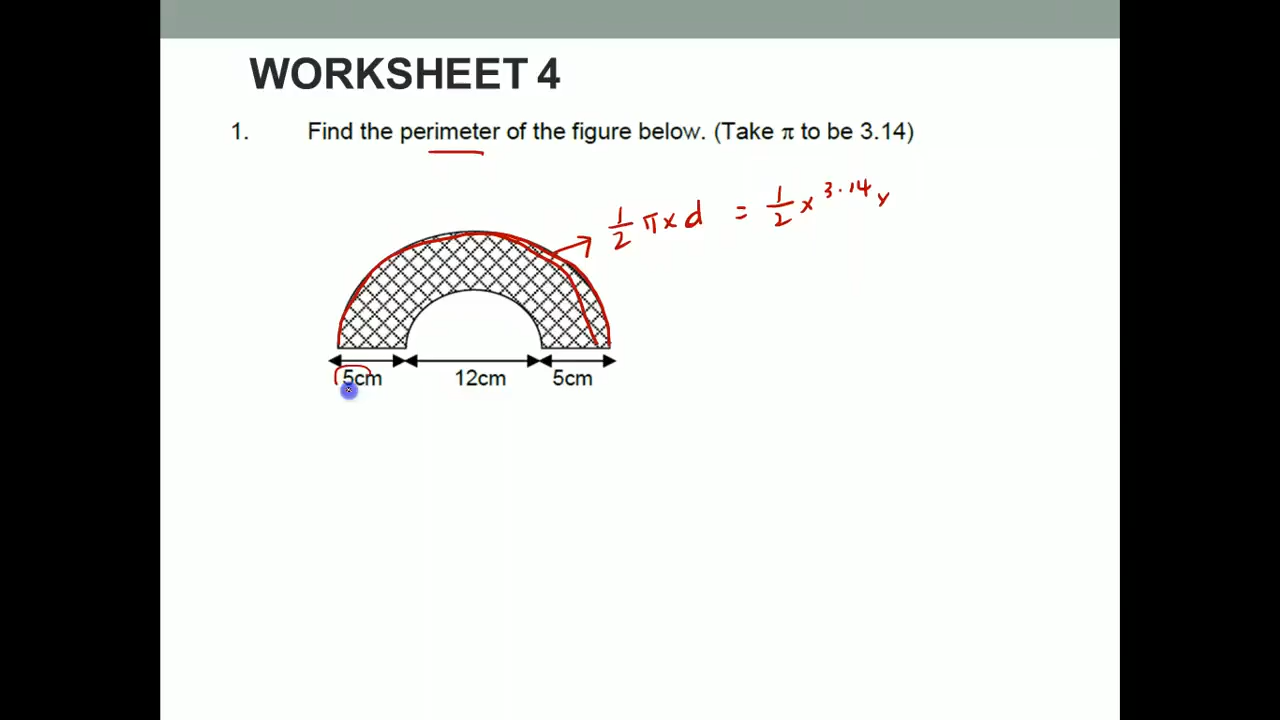 WORKSHEET 4
1. Find the perimeter of the figure below. (Take π to be 3.14)
1/2 π x d = 1/2 x 3.14 x
5cm 12cm 5cm